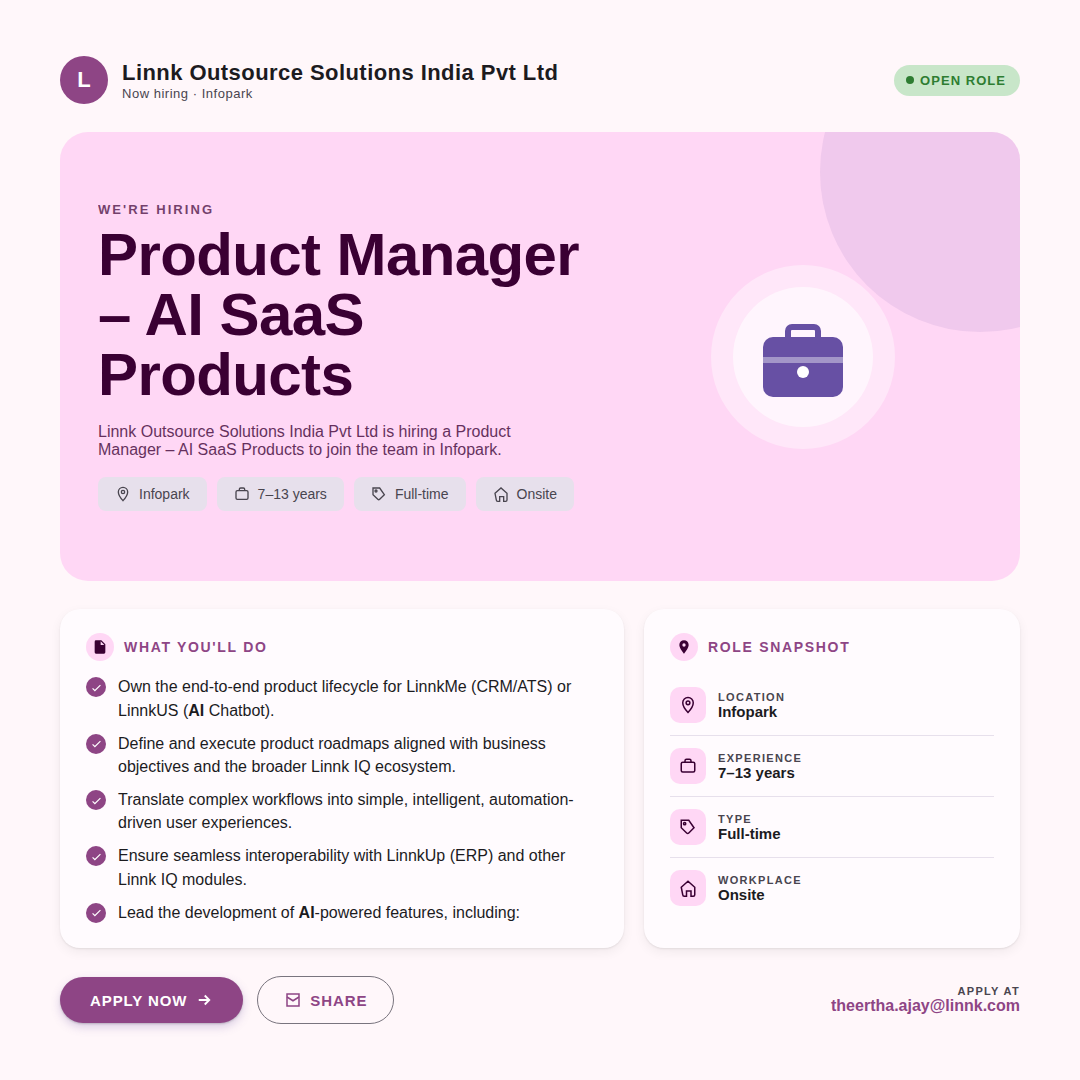 L
Linnk Outsource Solutions India Pvt Ltd
Now hiring · Infopark
OPEN ROLE
WE'RE HIRING
Product Manager
– AI SaaS
Products
Linnk Outsource Solutions India Pvt Ltd is hiring a Product
Manager – AI SaaS Products to join the team in Infopark.
Infopark
7–13 years
Full-time
Onsite
WHAT YOU'LL DO
Own the end-to-end product lifecycle for LinnkMe (CRM/ATS) or
LinnkUS (AI Chatbot).
Define and execute product roadmaps aligned with business
objectives and the broader Linnk IQ ecosystem.
Translate complex workflows into simple, intelligent, automation-
driven user experiences.
Ensure seamless interoperability with LinnkUp (ERP) and other
Linnk IQ modules.
Lead the development of AI-powered features, including:
ROLE SNAPSHOT
LOCATION
Infopark
EXPERIENCE
7–13 years
TYPE
Full-time
WORKPLACE
Onsite
APPLY NOW
SHARE
APPLY AT
theertha.ajay@linnk.com